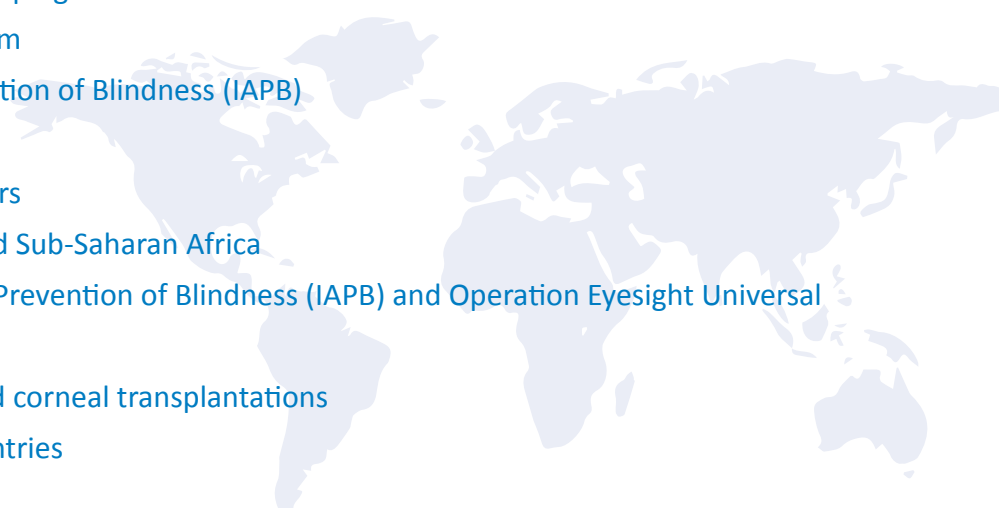 m
tion of Blindness (IAPB)
rs
d Sub-Saharan Africa
Prevention of Blindness (IAPB) and Operation Eyesight Universal
d corneal transplantations
ntries